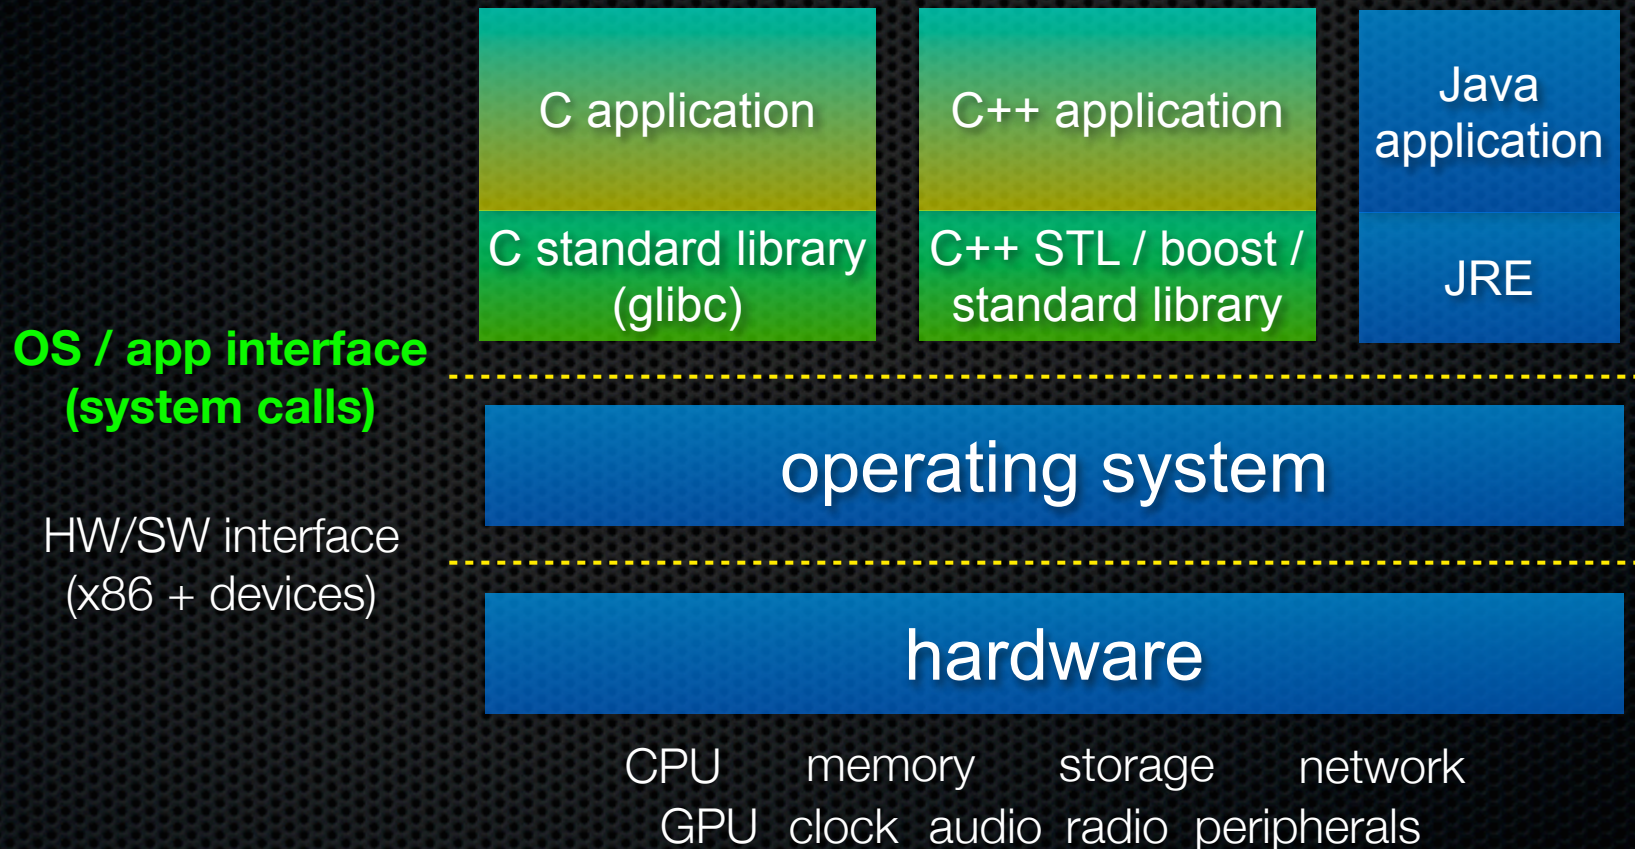 C application
C++ application
Java
application
C standard library
(glibc)
C++ STL / boost /
standard library
JRE
OS / app interface
(system calls)
operating system
HW/SW interface
(x86 + devices)
hardware
CPU memory storage network
GPU clock audio radio peripherals